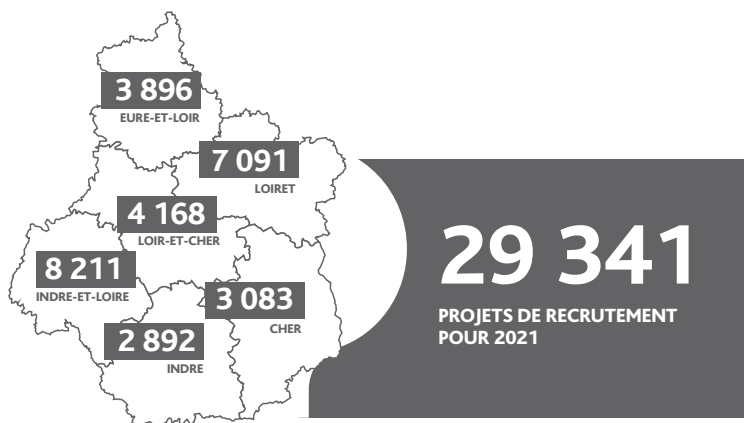 3 896
EURE-ET-LOIR
7 091
LOIRET
4 168
LOIR-ET-CHER
8 211
INDRE-ET-LOIRE
3 083
CHER
2 892
INDRE
29 341
PROJETS DE RECRUTEMENT
POUR 2021